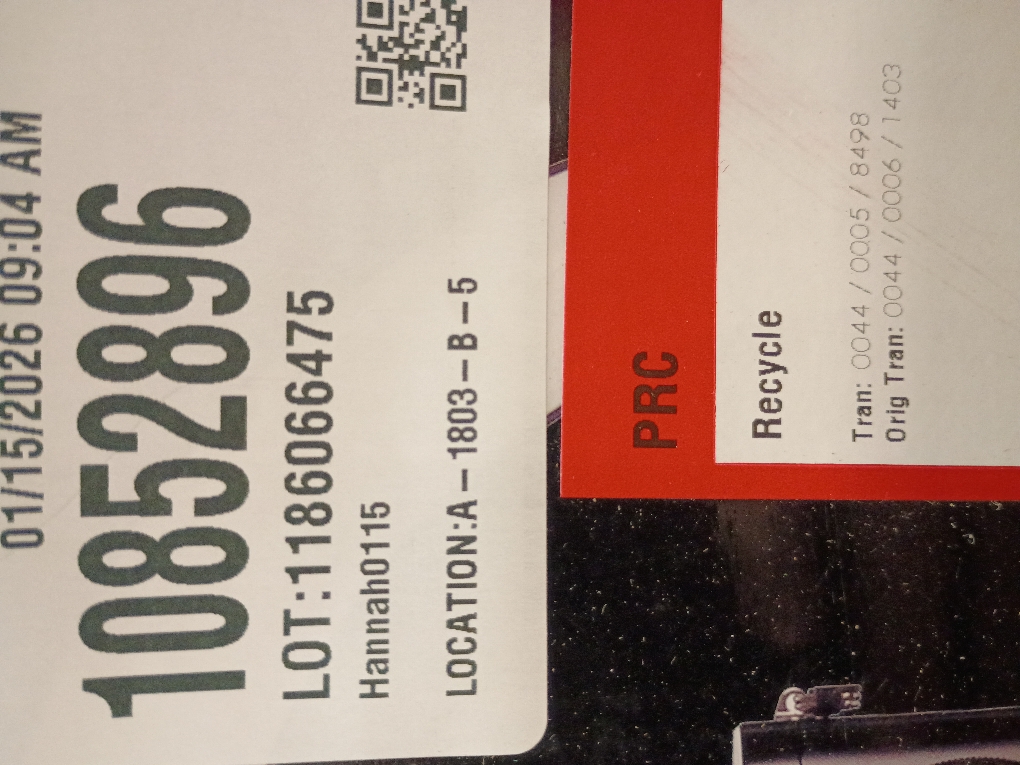 01/15/2026 09:04 AM
10852896
LOT:1186066475
Hannah0115
LOCATION:A–1803–B–5
PRC
Recycle
Tran: 0044 / 0005 / 8498
Orig Tran: 0044 / 0006 / 1403